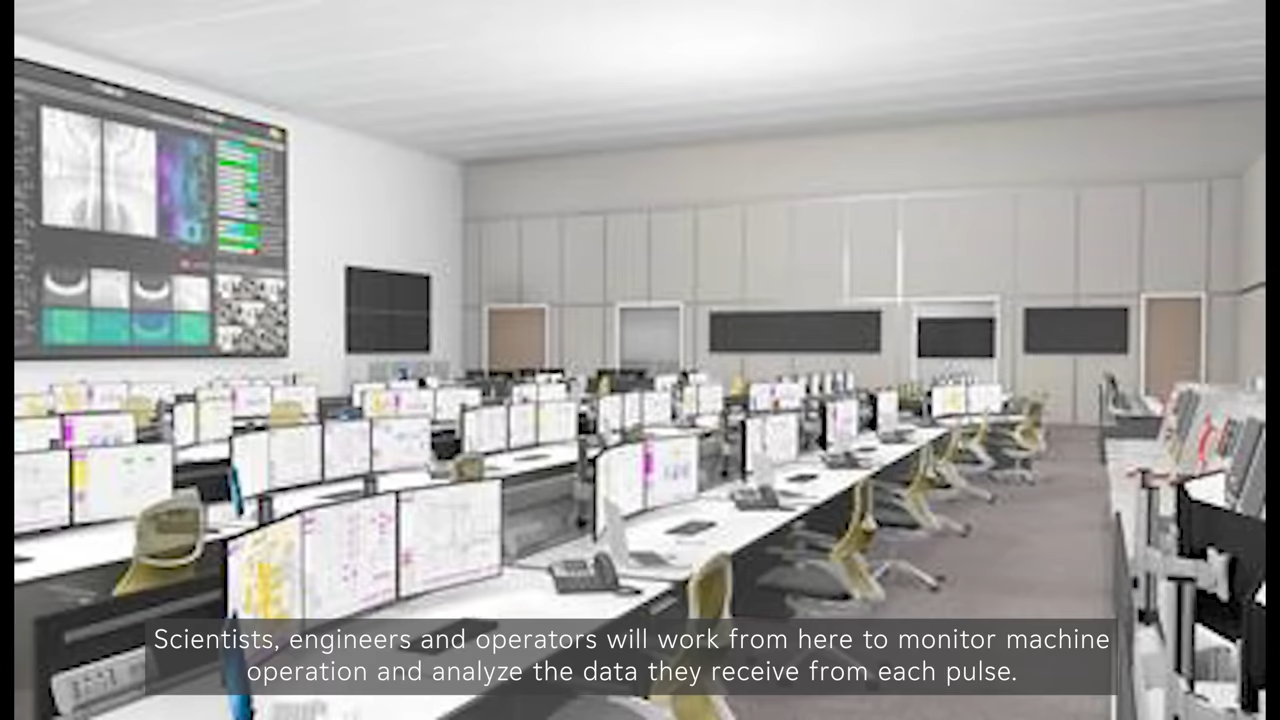 Scientists, engineers and operators will work from here to monitor machine
operation and analyze the data they receive from each pulse.